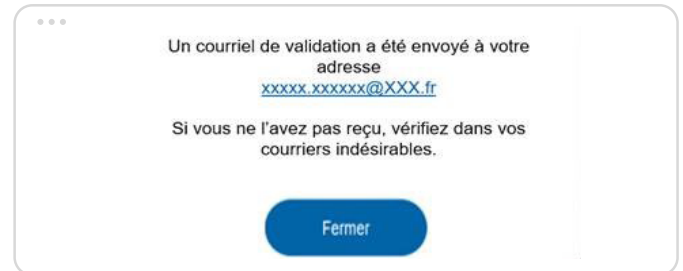 Un courriel de validation a été envoyé à votre
adresse
xxxxx.xxxxxx@XXX.fr
Si vous ne l'avez pas reçu, vérifiez dans vos
courriers indésirables.
Fermer